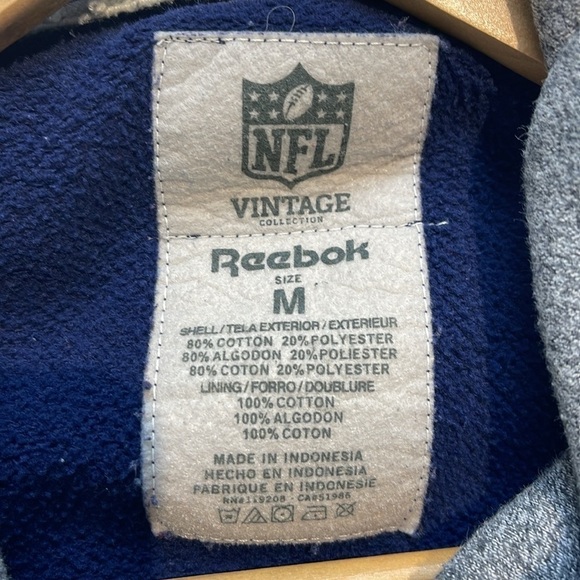 NFL
VINTAGE
COLLECTION
Reebok
SIZE
M
SHELL/TELA EXTERIOR/EXTERIEUR
80% COTTON 20% POLYESTER
80% ALGODON 20% POLIESTER
80% COTON 20% POLYESTER
LINING/FORRO/DOUBLURE
100% COTTON
100% ALGODON
100% COTON
MADE IN INDONESIA
HECHO EN INDONESIA
FABRIQUE EN INDONESIE